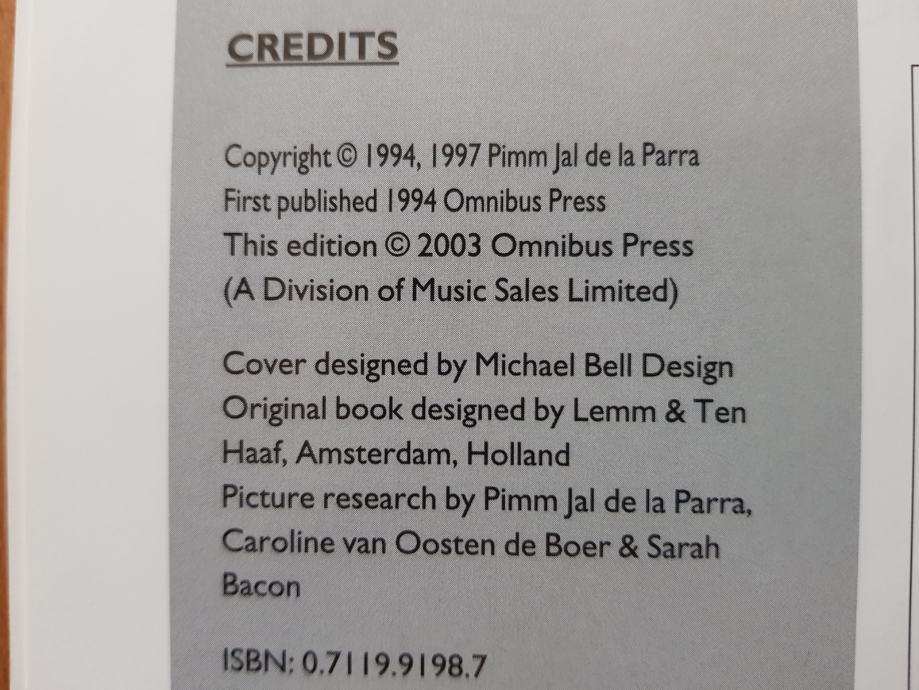 CREDITS
Copyright © 1994, 1997 Pimm Jal de la Parra
First published 1994 Omnibus Press
This edition © 2003 Omnibus Press
(A Division of Music Sales Limited)
Cover designed by Michael Bell Design
Original book designed by Lemm & Ten
Haaf, Amsterdam, Holland
Picture research by Pimm Jal de la Parra,
Caroline van Oosten de Boer & Sarah
Bacon
ISBN: 0.7119.9198.7